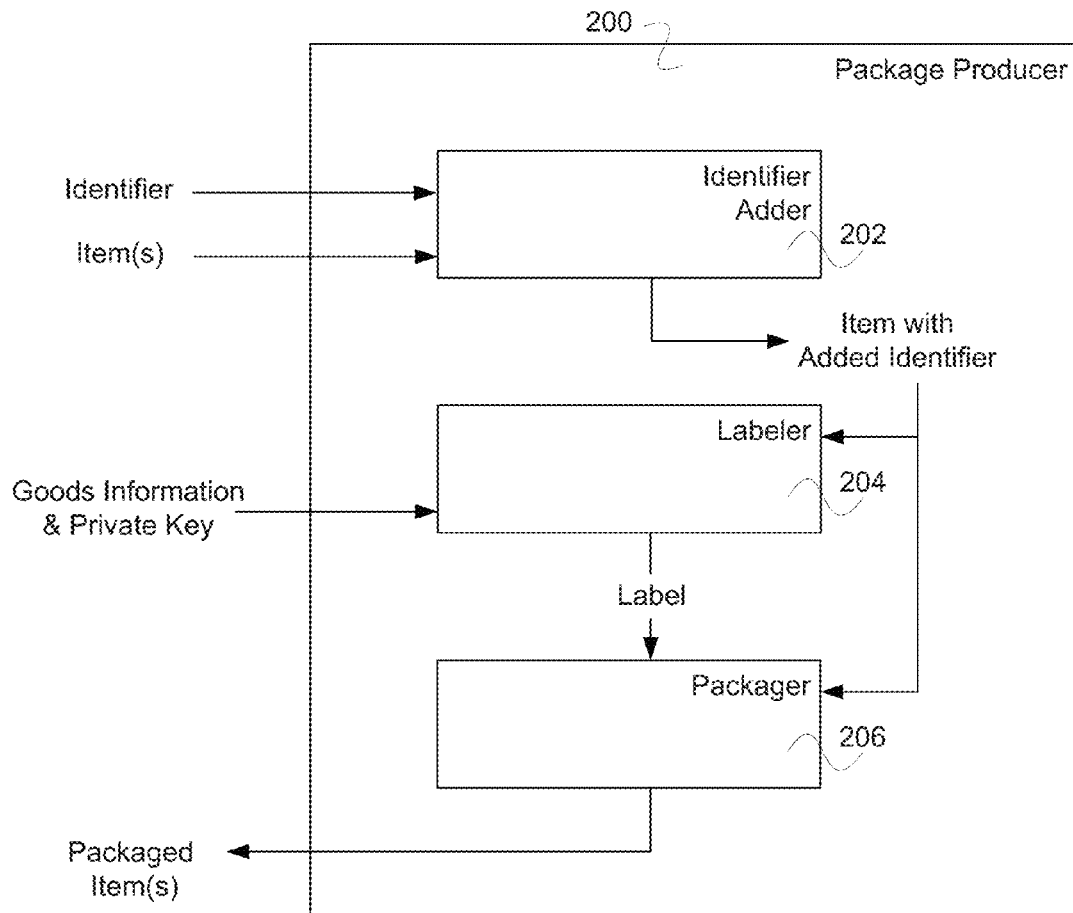 200
Package Producer
Identifier
Identifier
Adder
Item(s)
202
Item with
Added Identifier
Labeler
Goods Information
& Private Key
204
Label
Packager
206
Packaged
Item(s)